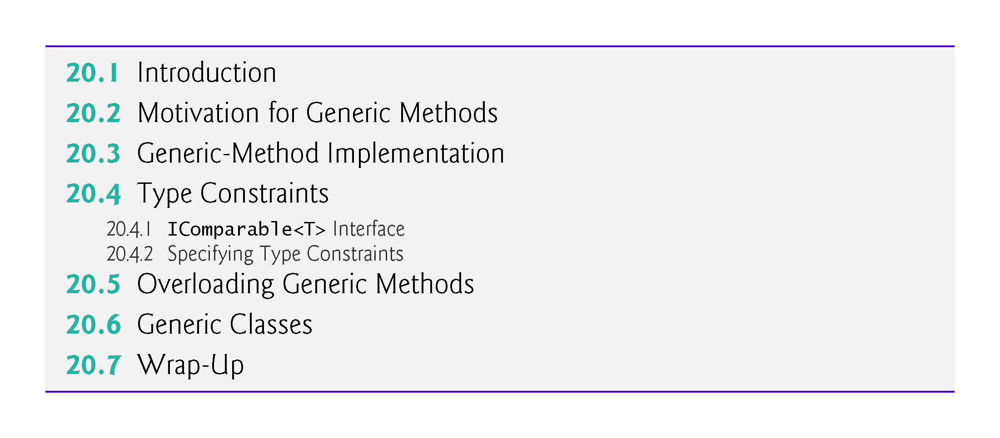 20.1 Introduction
20.2 Motivation for Generic Methods
20.3 Generic-Method Implementation
20.4 Type Constraints
20.4.1 IComparable<T> Interface
20.4.2 Specifying Type Constraints
20.5 Overloading Generic Methods
20.6 Generic Classes
20.7 Wrap-Up